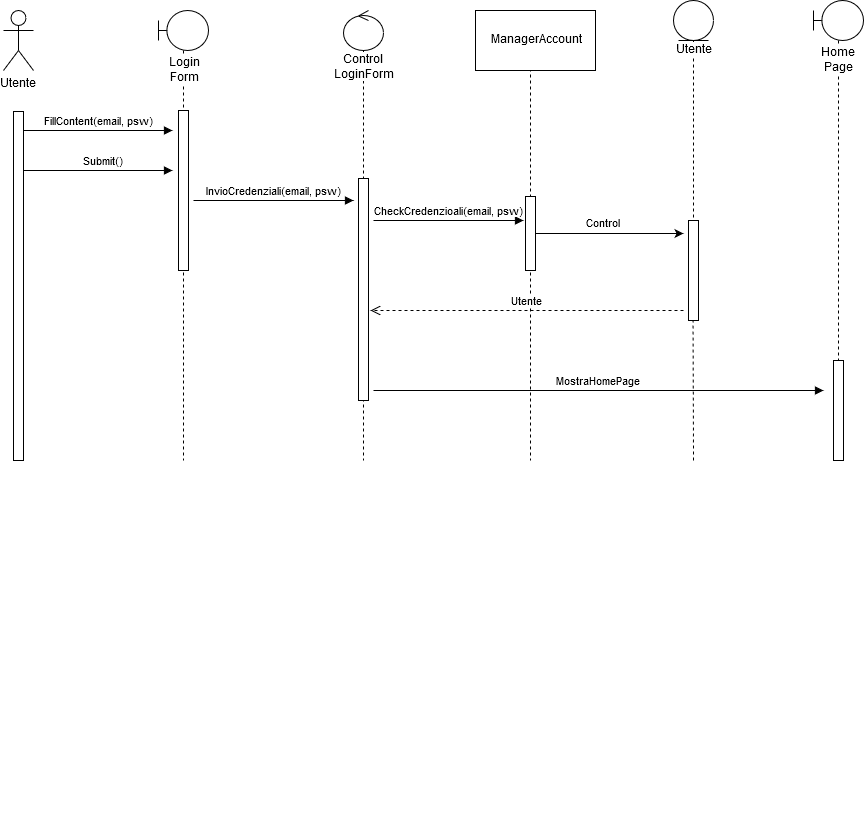 Utente
Login
Form
Control
LoginForm
ManagerAccount
Utente
Home
Page
FillContent(email, psw)
Submit()
InvioCredenziali(email, psw)
CheckCredenzioali(email, psw)
Control
Utente
MostraHomePage